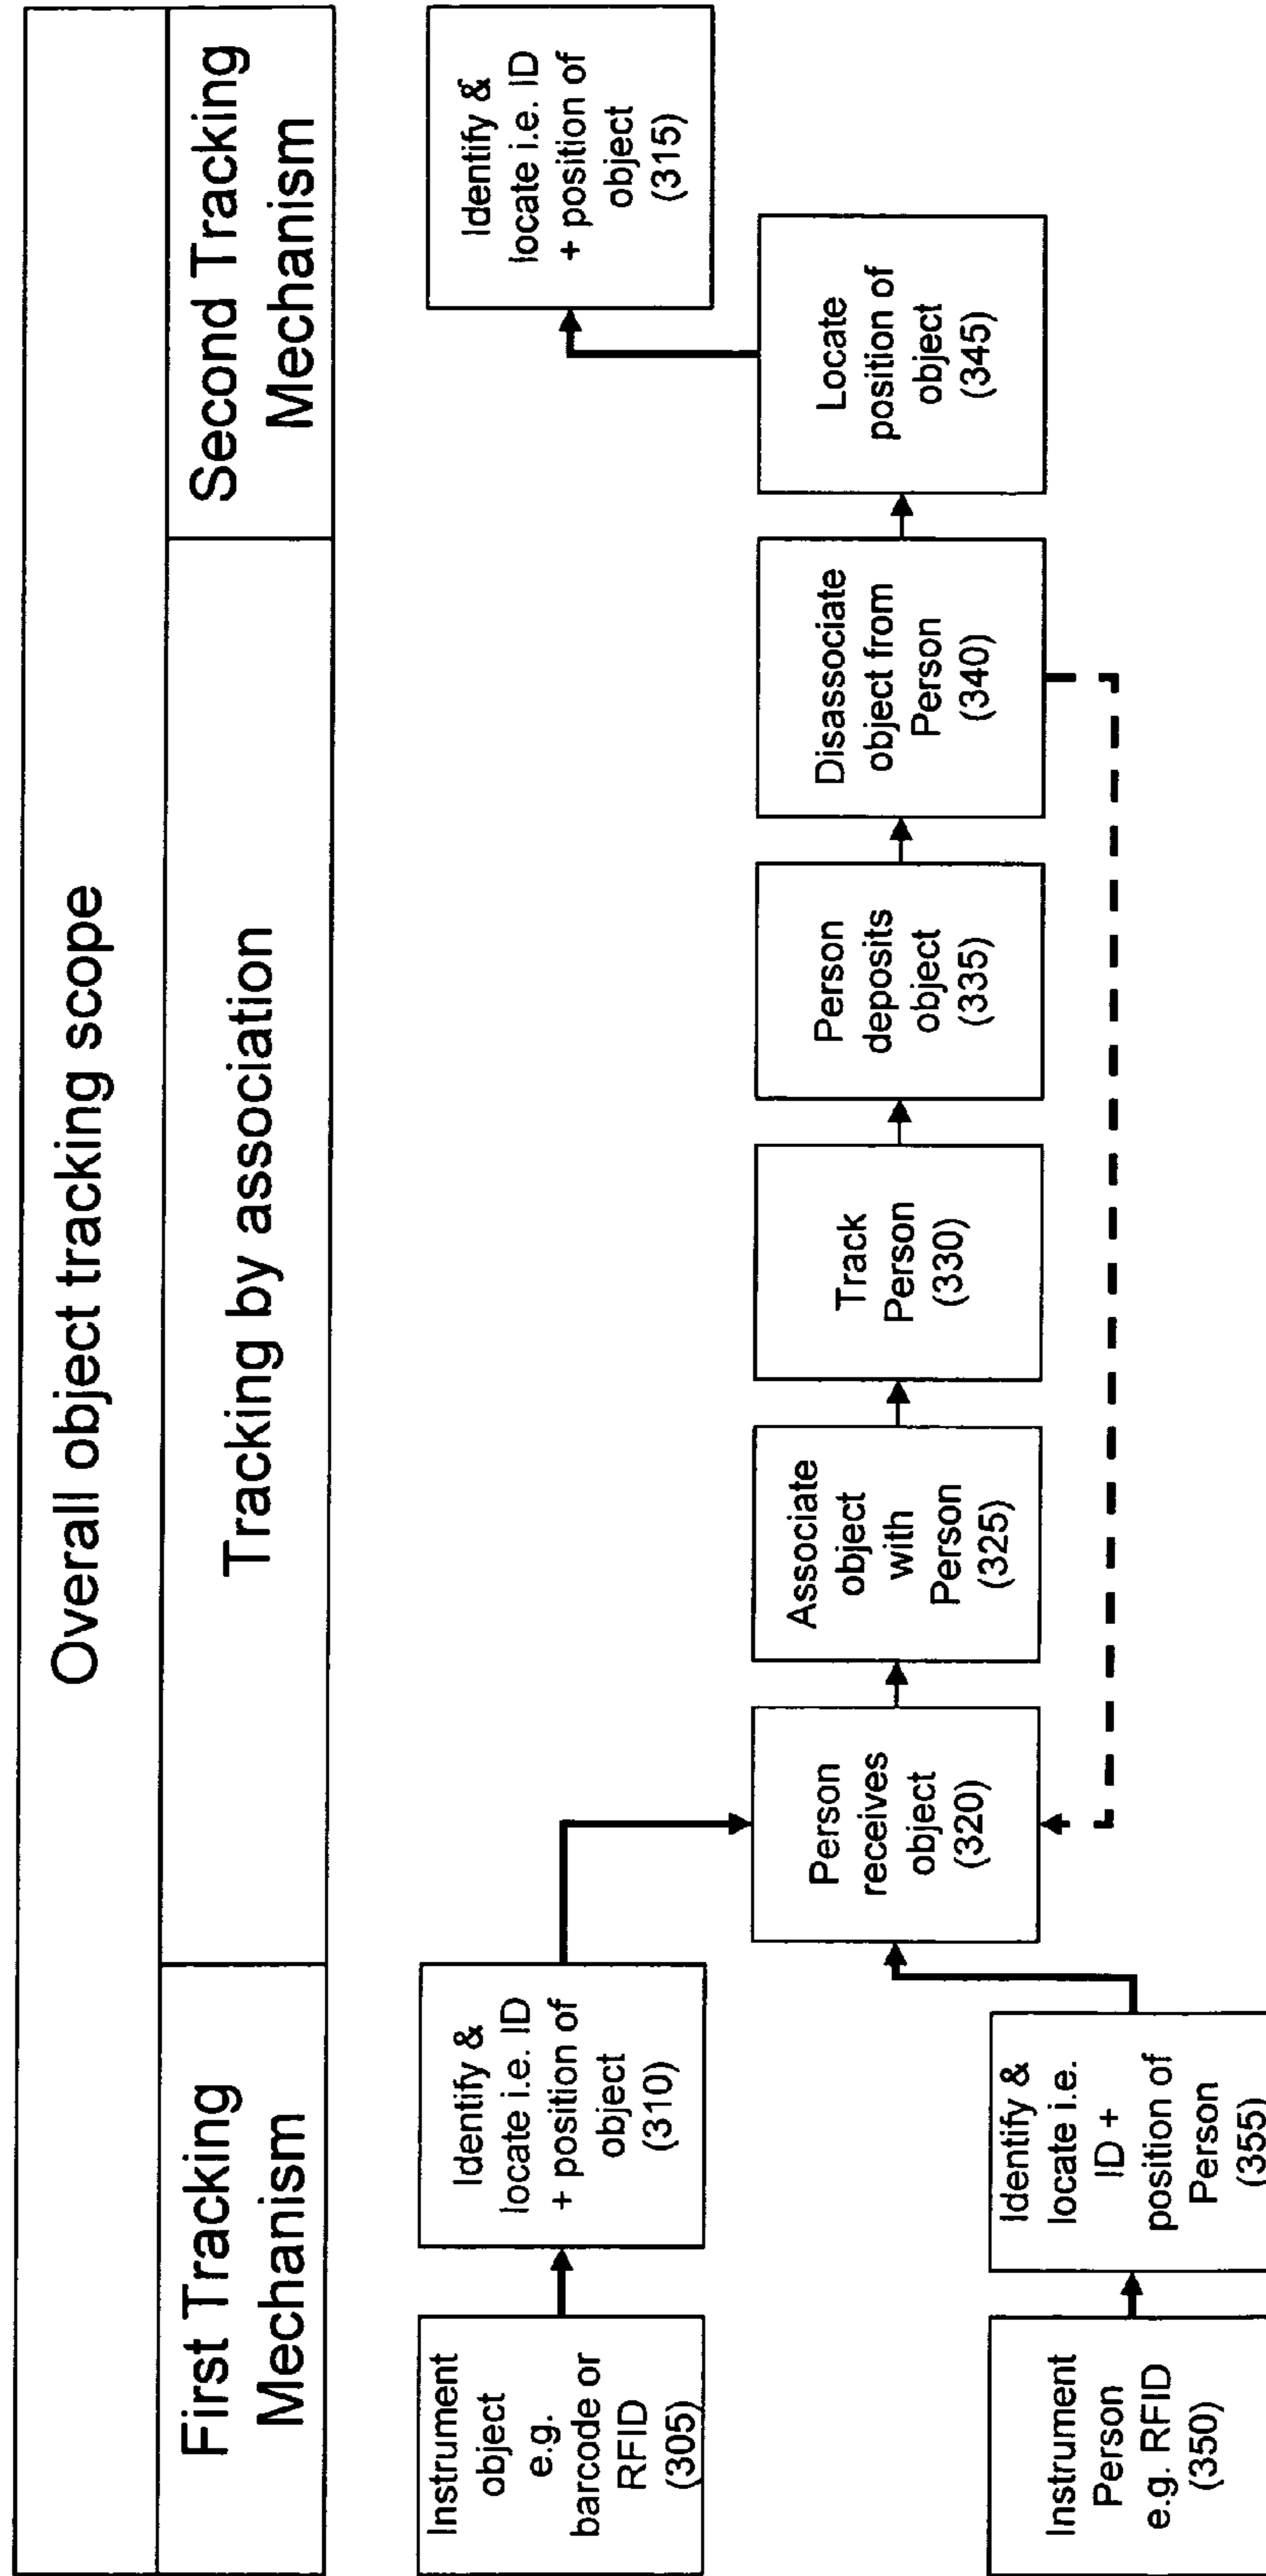 Overall object tracking scope
First Tracking
Mechanism
Tracking by association
Second Tracking
Mechanism
Instrument
object
e.g.
barcode or
RFID
(305)
Identify &
locate i.e. ID
+ position of
object
(310)
Identify &
locate i.e. ID
+ position of
object
(315)
Person
receives
object
(320)
Associate
object
with
Person
(325)
Track
Person
(330)
Person
deposits
object
(335)
Disassociate
object from
Person
(340)
Locate
position of
object
(345)
Instrument
Person
e.g. RFID
(350)
Identify &
locate i.e.
ID +
position of
Person
(355)